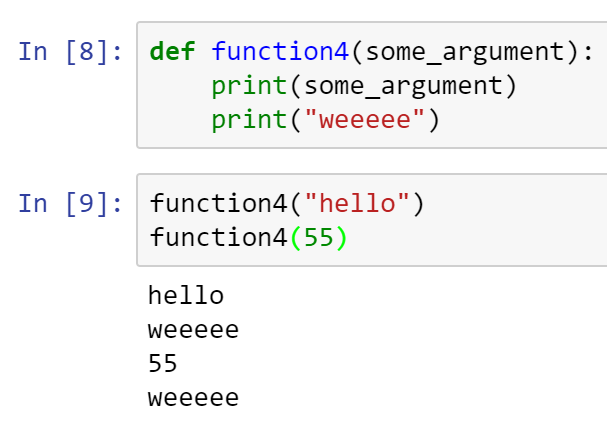 In [8]: def function4(some_argument):
print(some_argument)
print("weeeee")
In [9]: function4("hello")
function4(55)
hello
weeeee
55
weeeee